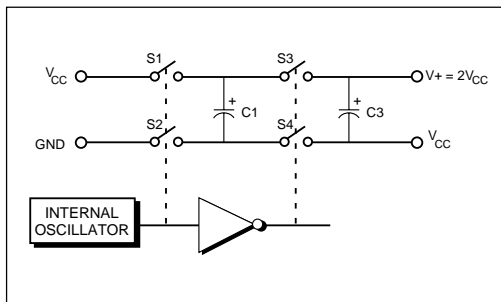 S1 S3
VCC V+ = 2VCC
+ C1 + C3
S2 S4
GND VCC
INTERNAL
OSCILLATOR